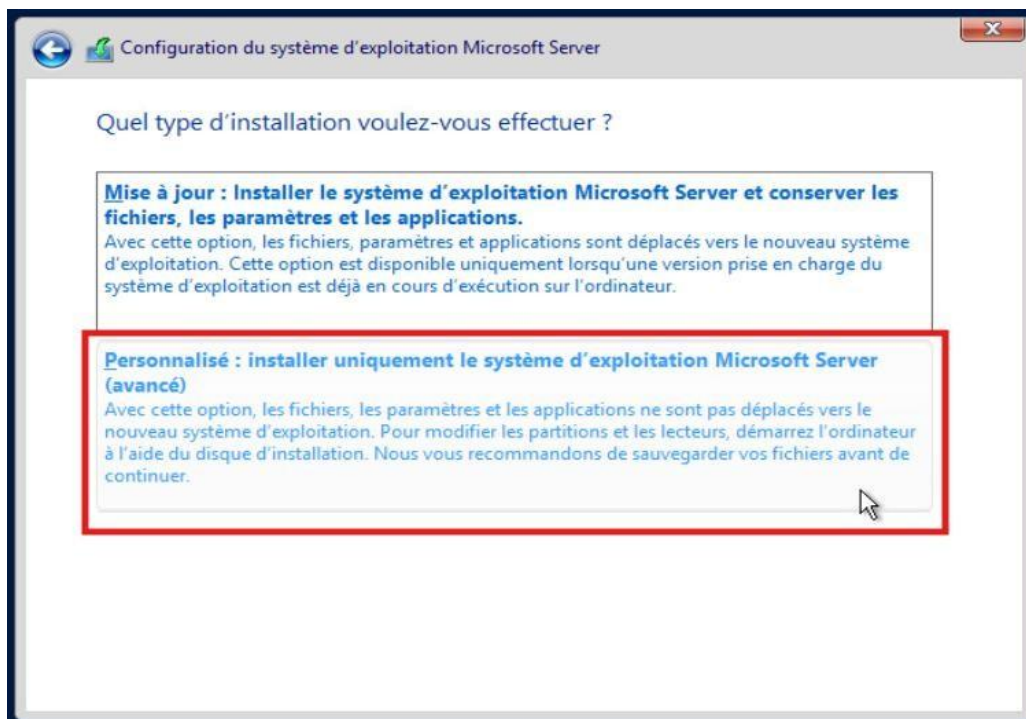 Configuration du système d'exploitation Microsoft Server
Quel type d'installation voulez-vous effectuer ?
Mise à jour : Installer le système d'exploitation Microsoft Server et conserver les
fichiers, les paramètres et les applications.
Avec cette option, les fichiers, paramètres et applications sont déplacés vers le nouveau système
d'exploitation. Cette option est disponible uniquement lorsqu'une version prise en charge du
système d'exploitation est déjà en cours d'exécution sur l'ordinateur.
Personnalisé : installer uniquement le système d'exploitation Microsoft Server
(avancé)
Avec cette option, les fichiers, les paramètres et les applications ne sont pas déplacés vers le
nouveau système d'exploitation. Pour modifier les partitions et les lecteurs, démarrez l'ordinateur
à l'aide du disque d'installation. Nous vous recommandons de sauvegarder vos fichiers avant de
continuer.